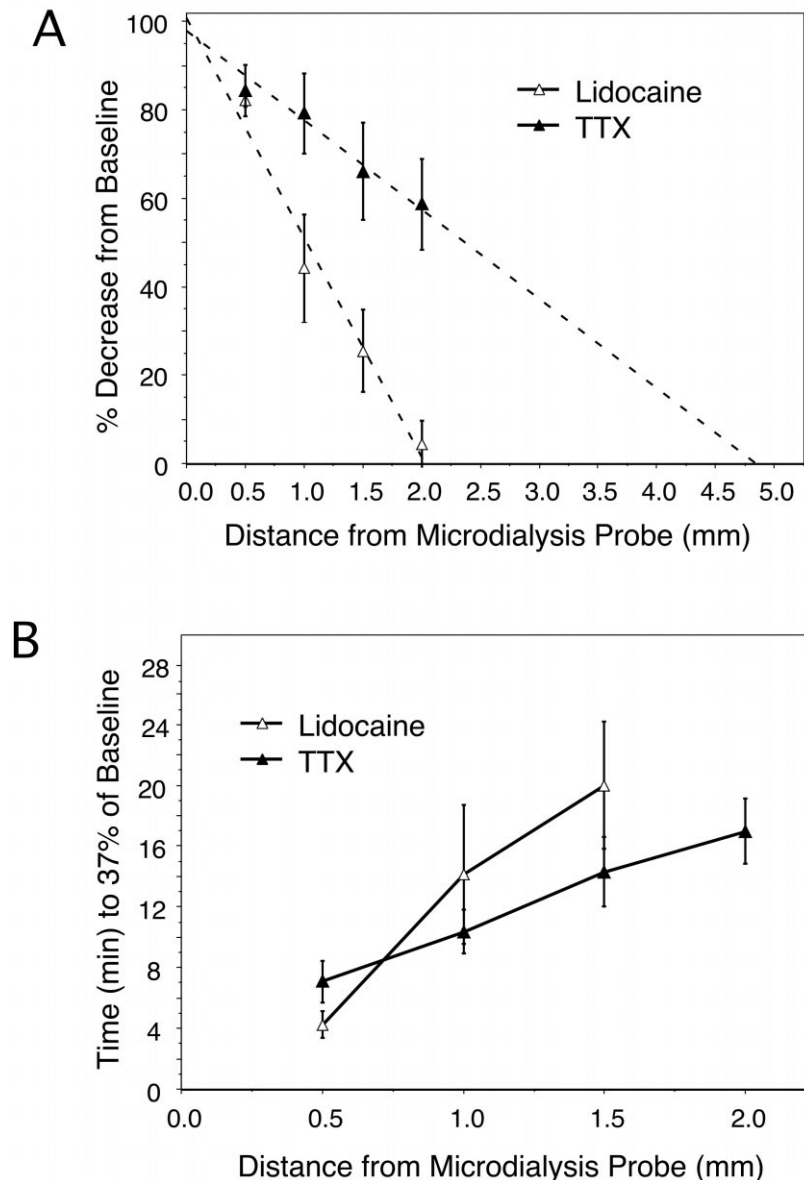 A
% Decrease from Baseline
100
80
60
40
20
0
Lidocaine
TTX
0.0 0.5 1.0 1.5 2.0 2.5 3.0 3.5 4.0 4.5 5.0
Distance from Microdialysis Probe (mm)
B
Time (min) to 37% of Baseline
28
24
20
16
12
8
4
0
Lidocaine
TTX
0.0 0.5 1.0 1.5 2.0
Distance from Microdialysis Probe (mm)